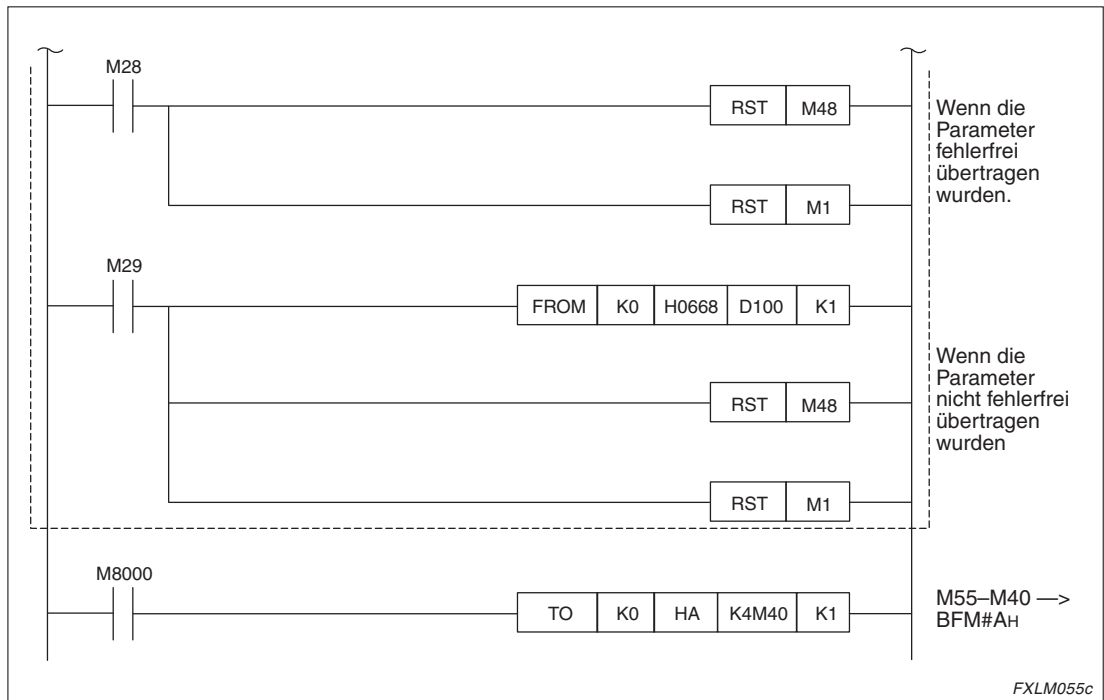 M28
RST M48
Wenn die
Parameter
fehlerfrei
übertragen
wurden.
RST M1
M29
FROM K0 H0668 D100 K1
Wenn die
Parameter
nicht fehlerfrei
übertragen
wurden
RST M48
RST M1
M8000
TO K0 HA K4M40 K1
M55–M40 —>
BFM#AH
FXLM055c